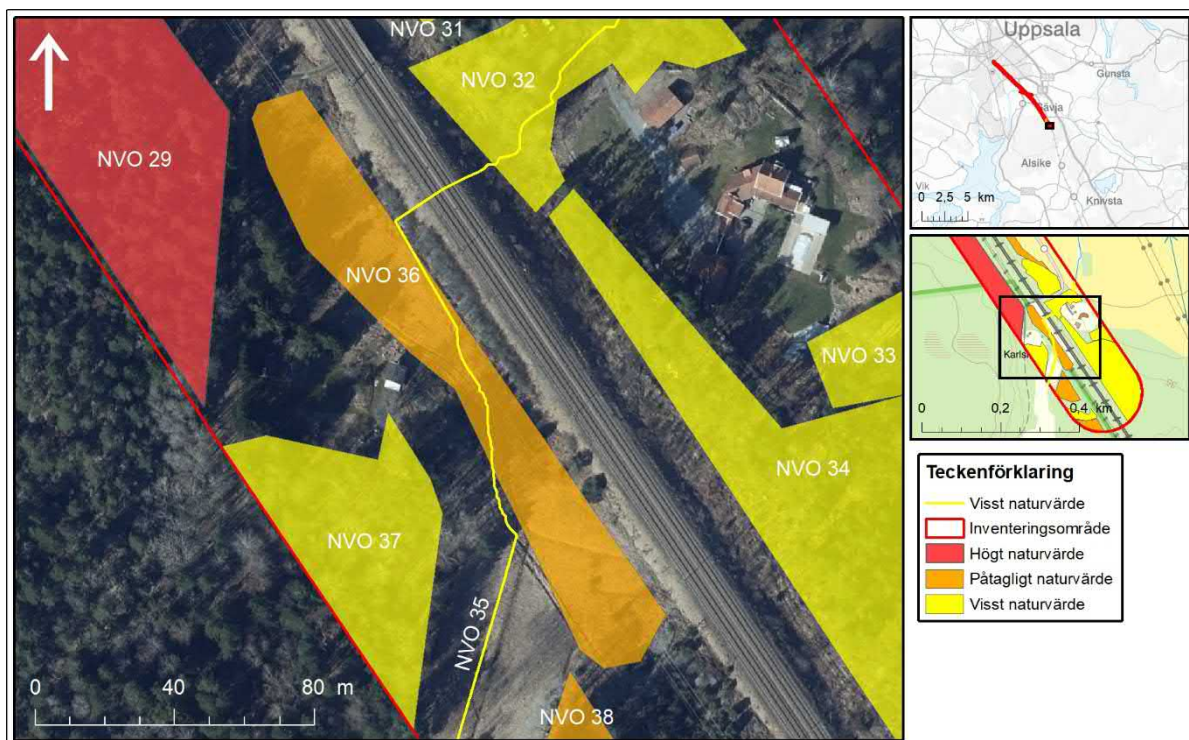 NVO 31
NVO 32
NVO 29
NVO 36
NVO 33
NVO 34
NVO 37
NVO 35
NVO 38
0 40 80 m
Uppsala
Gunsta
Sävja
Alsike
Vik
Knivsta
0 2,5 5 km
Karls
0 0,2 0,4 km
Teckenförklaring
Visst naturvärde
Inventeringsområde
Högt naturvärde
Påtagligt naturvärde
Visst naturvärde